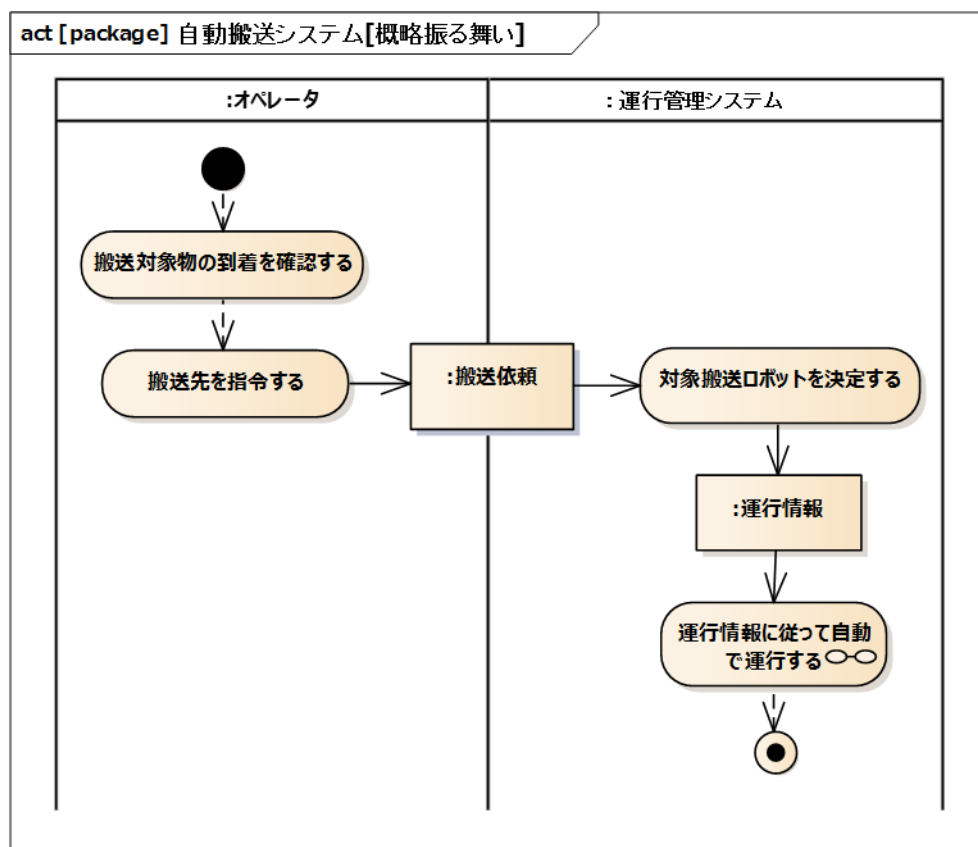 act [package] 自動搬送システム[概略振る舞い]
:オペレータ
: 運行管理システム
搬送対象物の到着を確認する
搬送先を指令する
:搬送依頼
対象搬送ロボットを決定する
:運行情報
運行情報に従って自動
で運行する